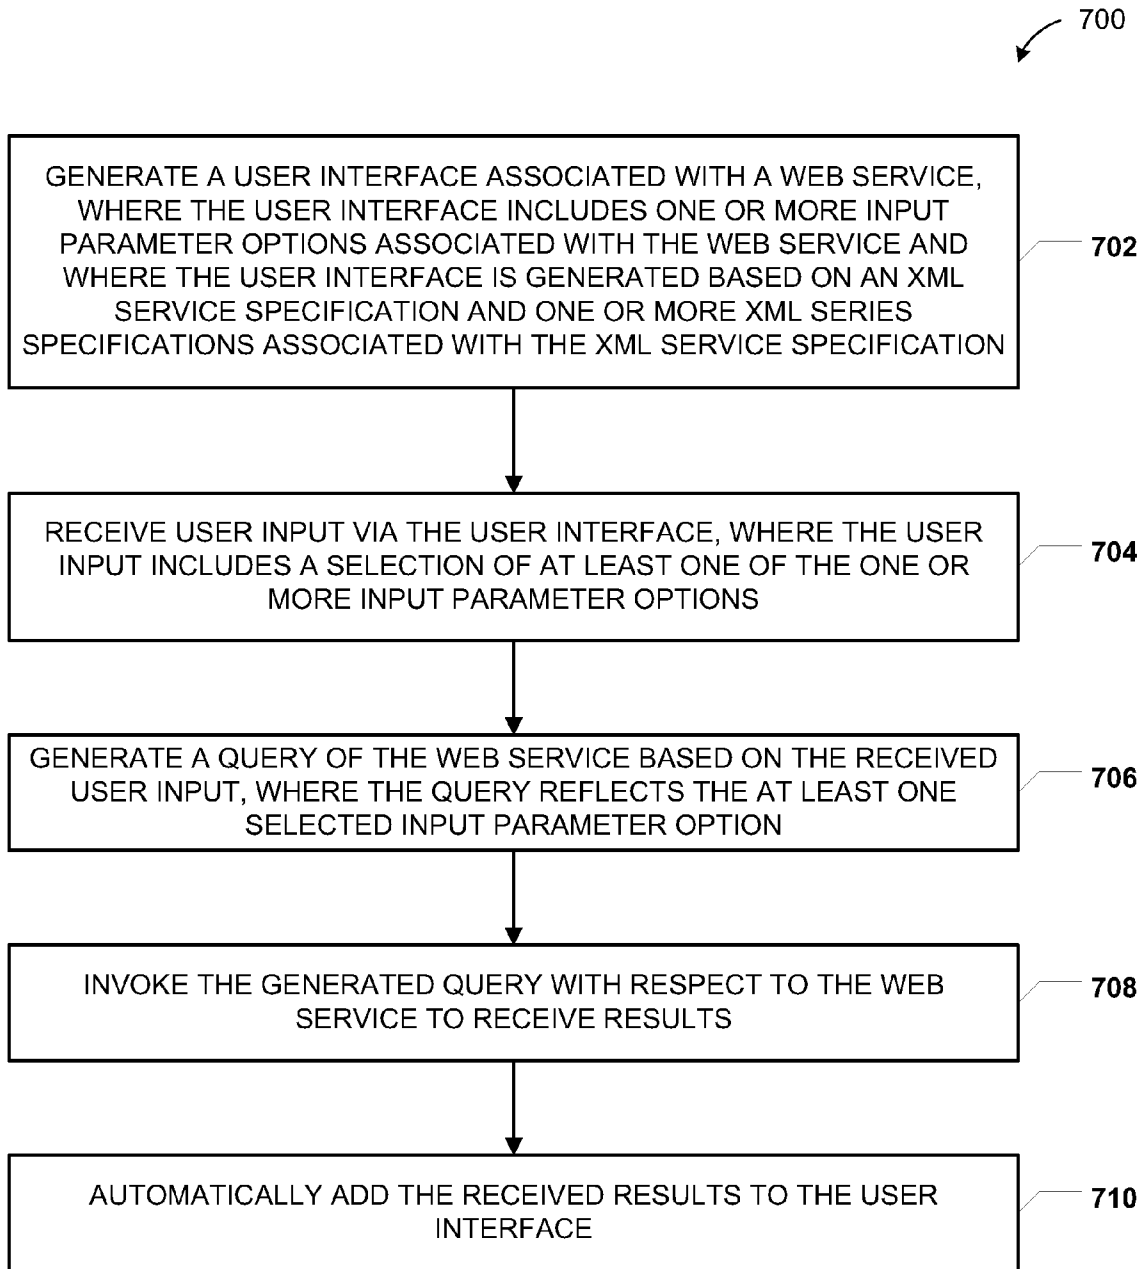 700
GENERATE A USER INTERFACE ASSOCIATED WITH A WEB SERVICE,
WHERE THE USER INTERFACE INCLUDES ONE OR MORE INPUT
PARAMETER OPTIONS ASSOCIATED WITH THE WEB SERVICE AND
WHERE THE USER INTERFACE IS GENERATED BASED ON AN XML
SERVICE SPECIFICATION AND ONE OR MORE XML SERIES
SPECIFICATIONS ASSOCIATED WITH THE XML SERVICE SPECIFICATION
702
RECEIVE USER INPUT VIA THE USER INTERFACE, WHERE THE USER
INPUT INCLUDES A SELECTION OF AT LEAST ONE OF THE ONE OR
MORE INPUT PARAMETER OPTIONS
704
GENERATE A QUERY OF THE WEB SERVICE BASED ON THE RECEIVED
USER INPUT, WHERE THE QUERY REFLECTS THE AT LEAST ONE
SELECTED INPUT PARAMETER OPTION
706
INVOKE THE GENERATED QUERY WITH RESPECT TO THE WEB
SERVICE TO RECEIVE RESULTS
708
AUTOMATICALLY ADD THE RECEIVED RESULTS TO THE USER
INTERFACE
710